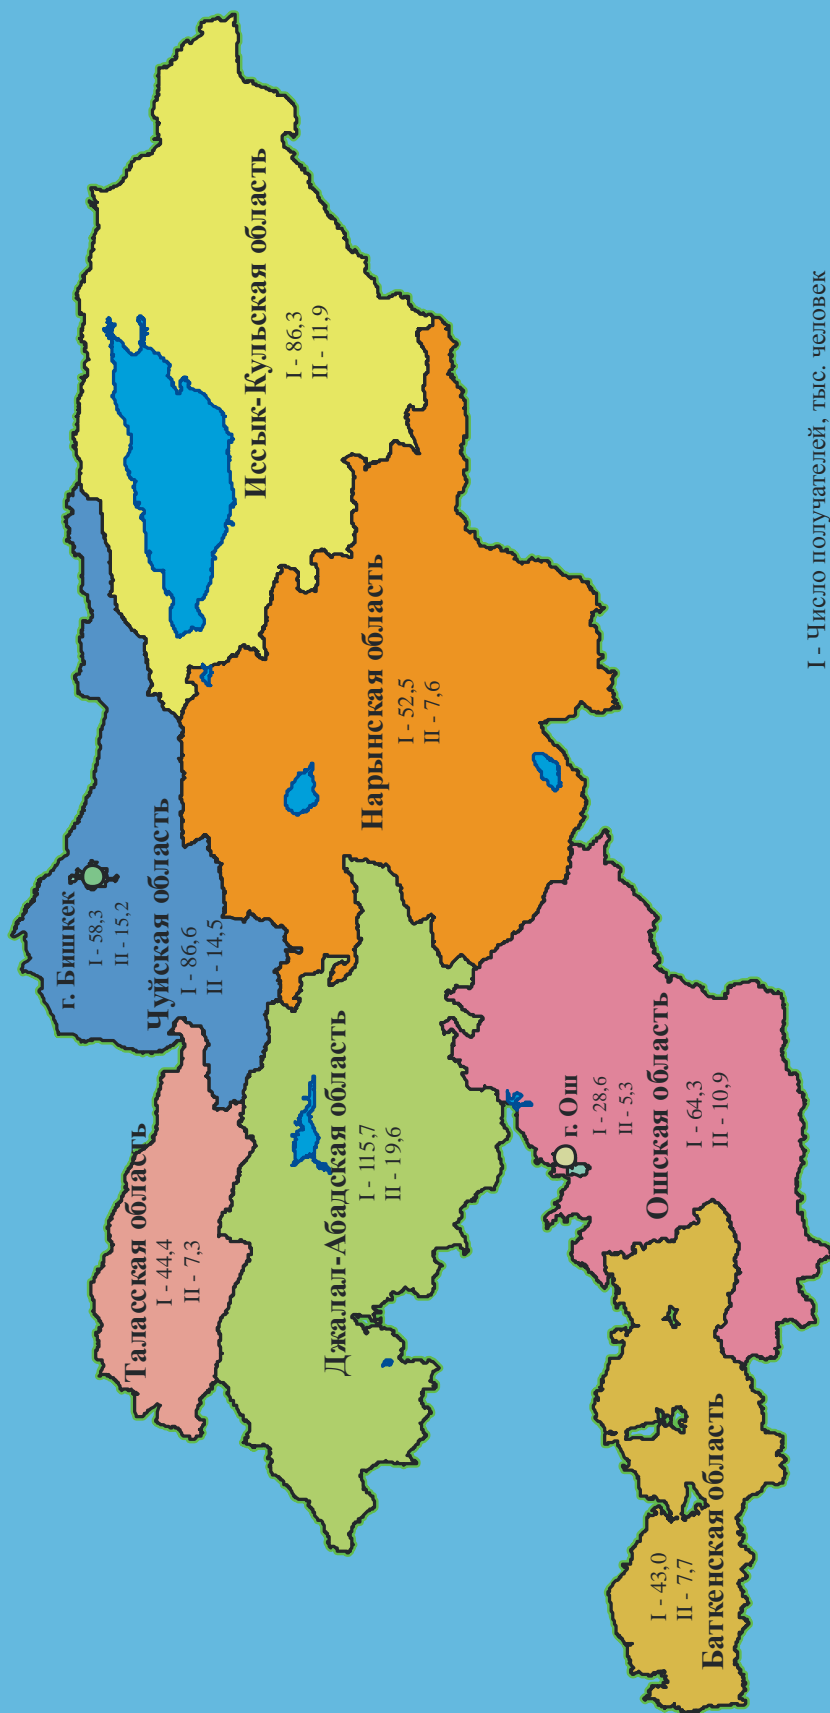 г. Бишкек
I - 58,3
II - 15,2
Чуйская область
I - 86,6
II - 14,5
Иссык-Кульская область
I - 86,3
II - 11,9
Таласская область
I - 44,4
II - 7,3
Нарынская область
I - 52,5
II - 7,6
Джалал-Абадская область
I - 115,7
II - 19,6
г. Ош
I - 28,6
II - 5,3
Ошская область
I - 64,3
II - 10,9
I - 43,0
II - 7,7
Баткенская область
I - Число получателей, тыс. человек